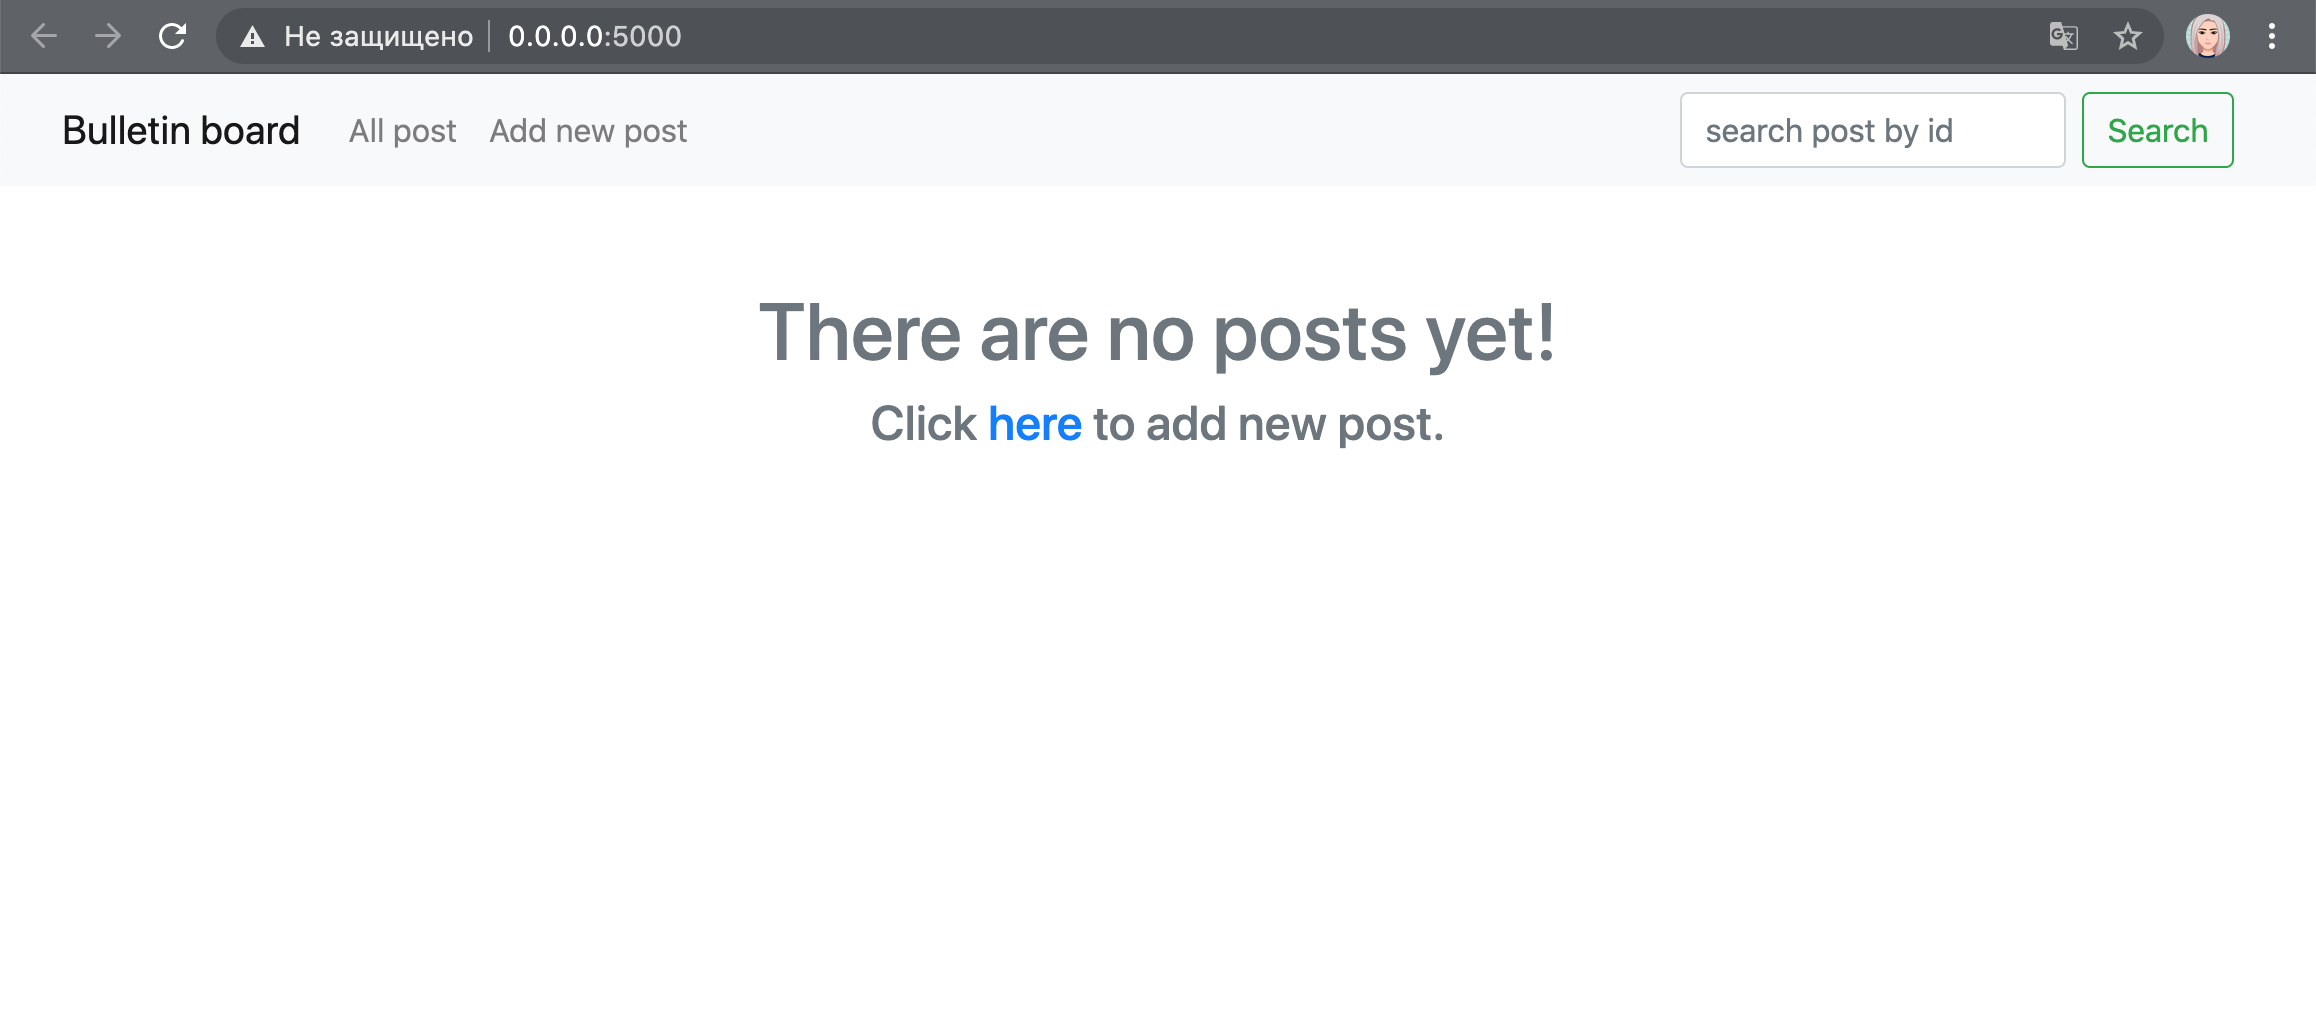 Не защищено 0.0.0.0:5000
Bulletin board All post Add new post search post by id Search
There are no posts yet!
Click here to add new post.